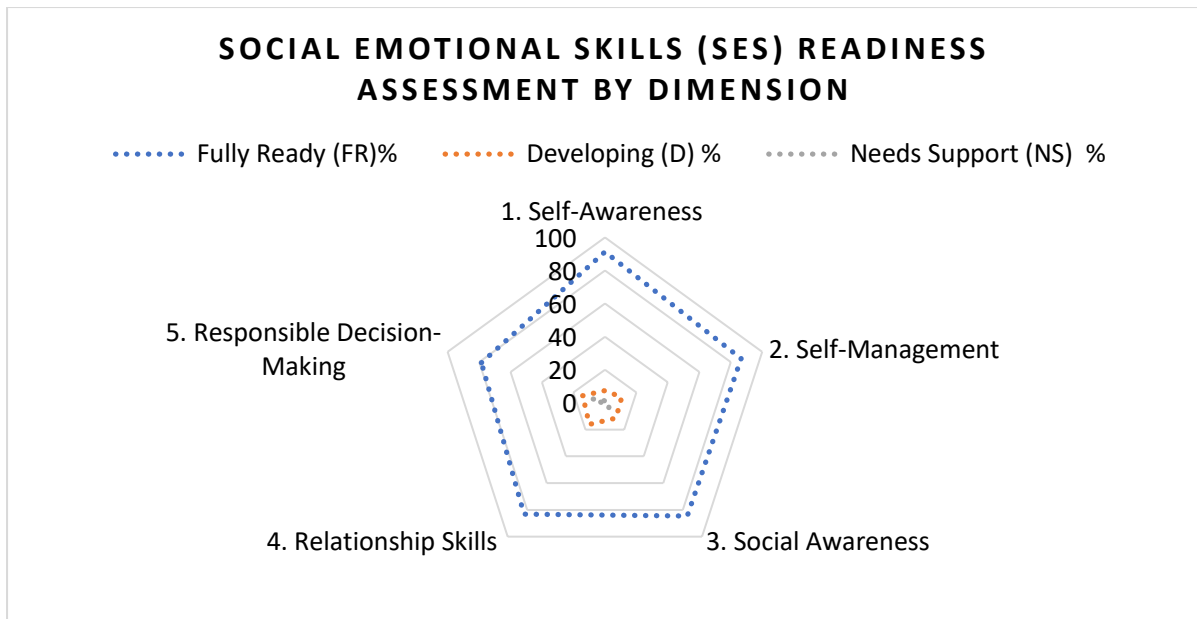 SOCIAL EMOTIONAL SKILLS (SES) READINESS
ASSESSMENT BY DIMENSION
Fully Ready (FR)%
Developing (D) %
Needs Support (NS) %
1. Self-Awareness
100
80
60
40
20
0
2. Self-Management
3. Social Awareness
4. Relationship Skills
5. Responsible Decision-
Making